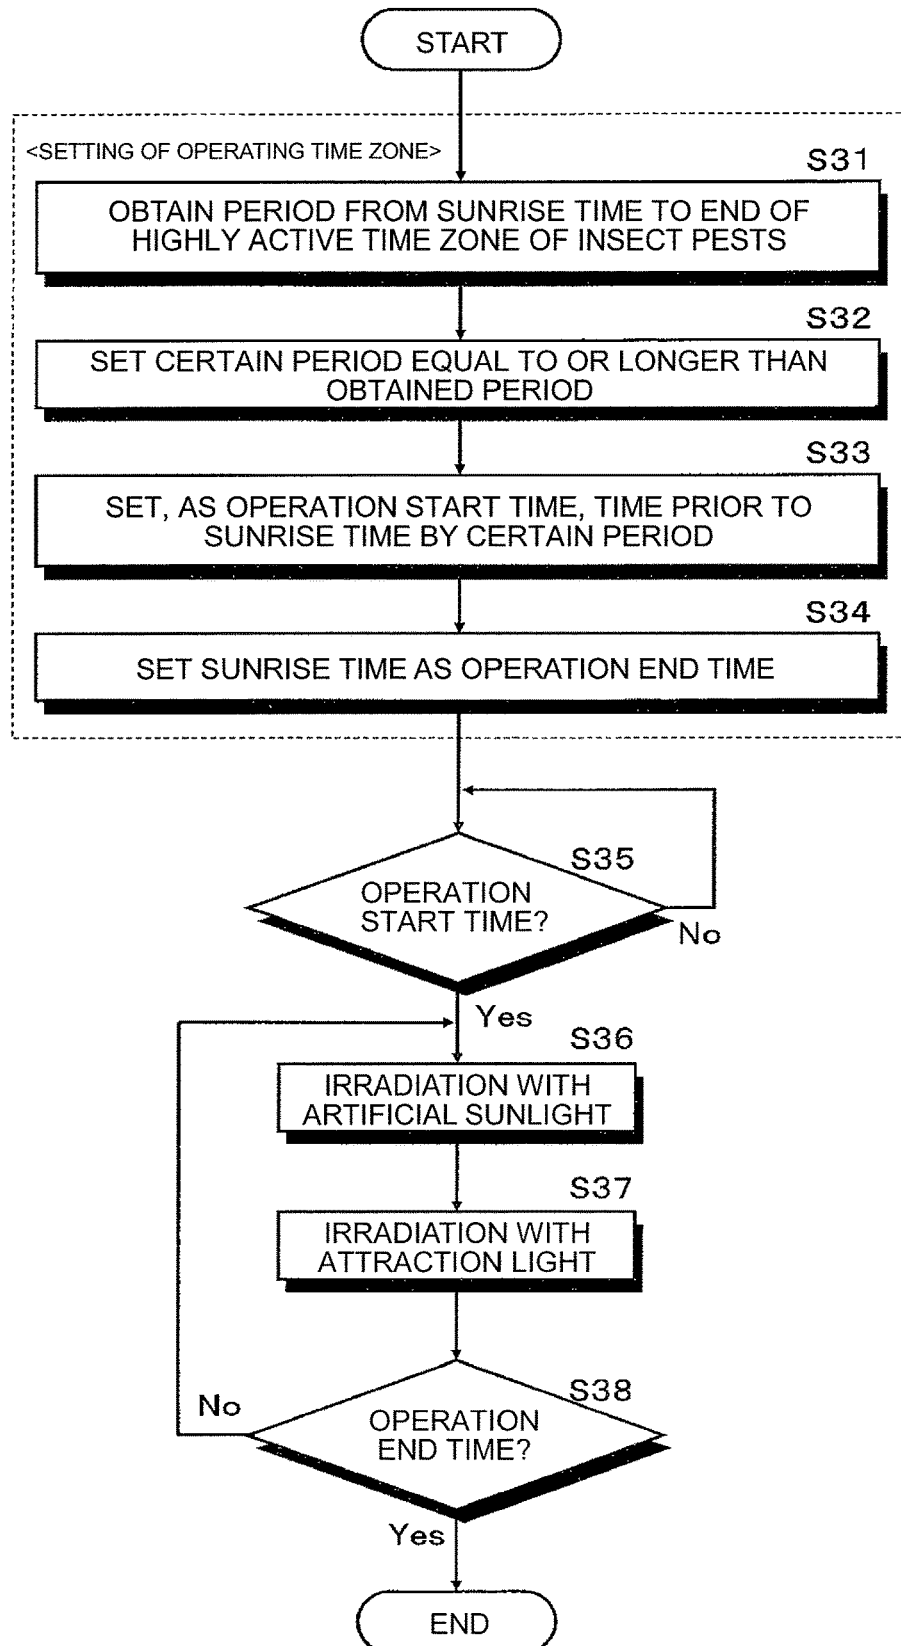 START
<SETTING OF OPERATING TIME ZONE>
S31
OBTAIN PERIOD FROM SUNRISE TIME TO END OF
HIGHLY ACTIVE TIME ZONE OF INSECT PESTS
S32
SET CERTAIN PERIOD EQUAL TO OR LONGER THAN
OBTAINED PERIOD
S33
SET, AS OPERATION START TIME, TIME PRIOR TO
SUNRISE TIME BY CERTAIN PERIOD
S34
SET SUNRISE TIME AS OPERATION END TIME
S35
OPERATION
START TIME?
No
Yes
S36
IRRADIATION WITH
ARTIFICIAL SUNLIGHT
S37
IRRADIATION WITH
ATTRACTION LIGHT
S38
No
OPERATION
END TIME?
Yes
END